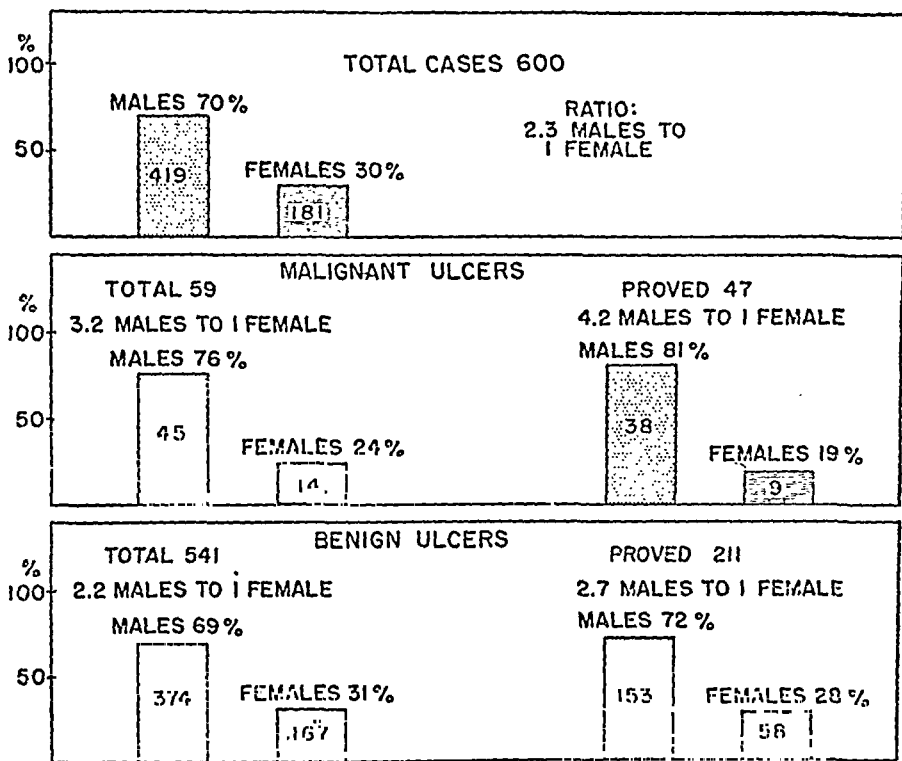 %
100
50
TOTAL CASES 600
MALES 70%
419
FEMALES 30%
181
RATIO:
2.3 MALES TO
1 FEMALE
MALIGNANT ULCERS
%
100
50
TOTAL 59
3.2 MALES TO 1 FEMALE
MALES 76%
45
FEMALES 24%
14
PROVED 47
4.2 MALES TO 1 FEMALE
MALES 81%
38
FEMALES 19%
9
BENIGN ULCERS
%
100
50
TOTAL 541
2.2 MALES TO 1 FEMALE
MALES 69%
374
FEMALES 31%
167
PROVED 211
2.7 MALES TO 1 FEMALE
MALES 72%
153
FEMALES 28%
58